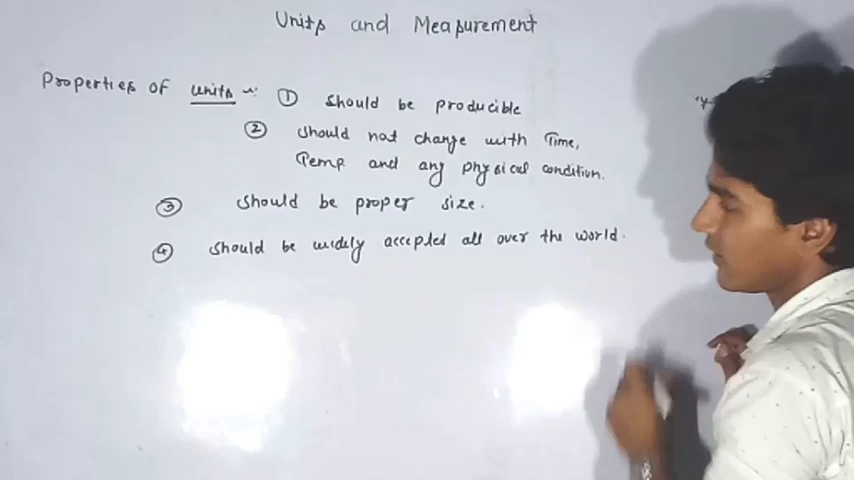 Units and Measurement
Properties of units :- ① should be producible
② should not change with Time,
Temp and any physical condition.
③ should be proper size.
④ should be widely accepted all over the world.